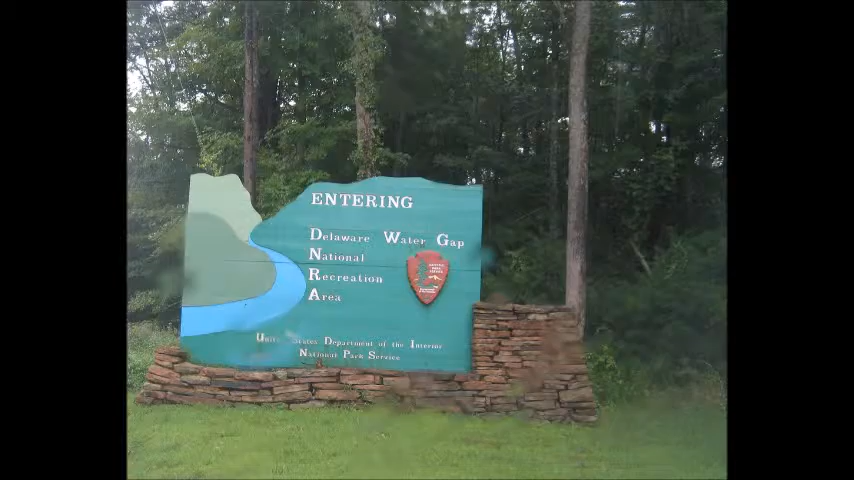 ENTERING
Delaware Water Gap
National
Recreation
Area
States Department of the Interior
National Park Service